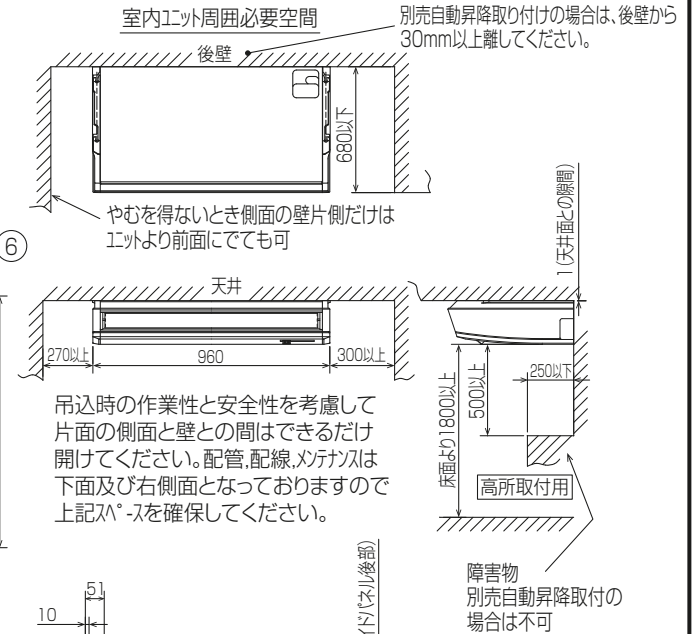 室内ユニット周囲必要空間
別売自動昇降取り付けの場合は、後壁から
30mm以上離してください。
後壁
680以下
やむを得ないとき側面の壁片側だけは
ユニットより前面にでても可
1(天井面との隙間)
6
天井
270以上
960
300以上
床面より1800以上
500以上
250以下
吊込時の作業性と安全性を考慮して
片面の側面と壁との間はできるだけ
開けてください。配管,配線,メンテナンスは
下面及び右側面となっておりますので
上記スペースを確保してください。
高所取付用
障害物
別売自動昇降取付の
場合は不可
51
10
イドパネル後部)